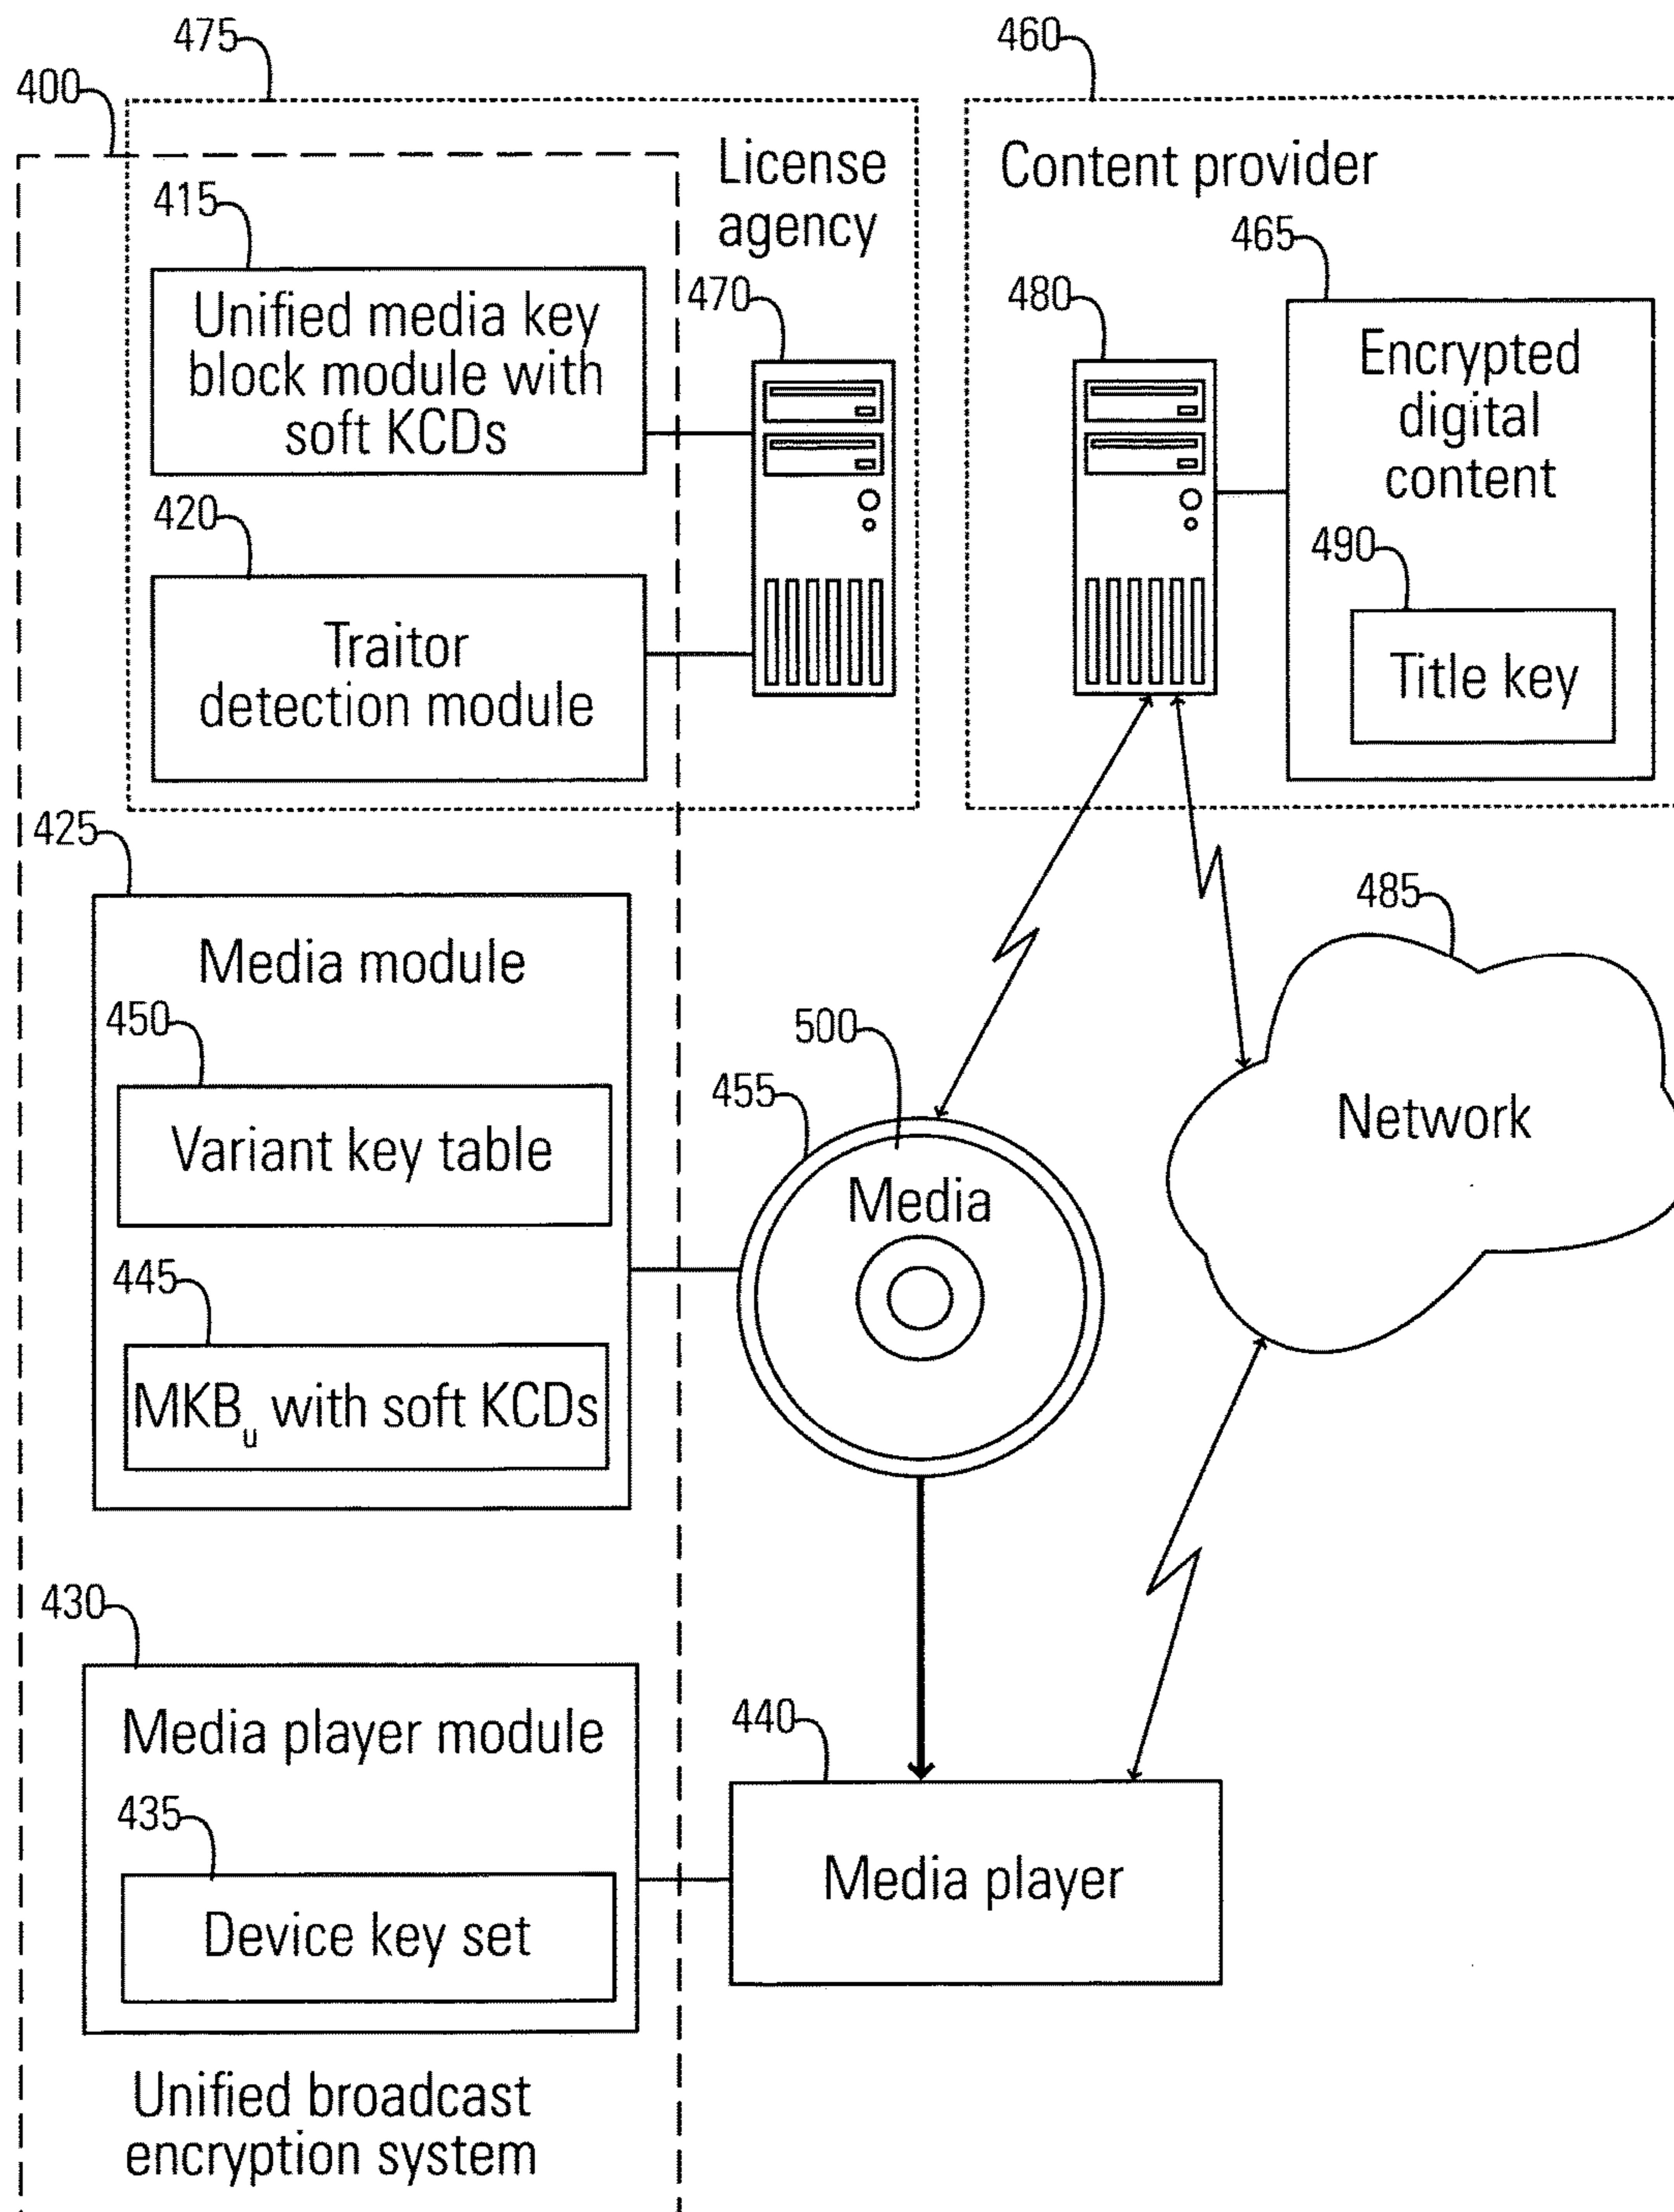 475
460
400
License
agency
Content provider
415
465
Unified media key
block module with
soft KCDs
470
480
Encrypted
digital
content
420
490
Traitor
detection module
Title key
425
485
Media module
450
500
455
Variant key table
Network
Media
445
MKBu with soft KCDs
430
440
Media player module
435
Media player
Device key set
Unified broadcast
encryption system